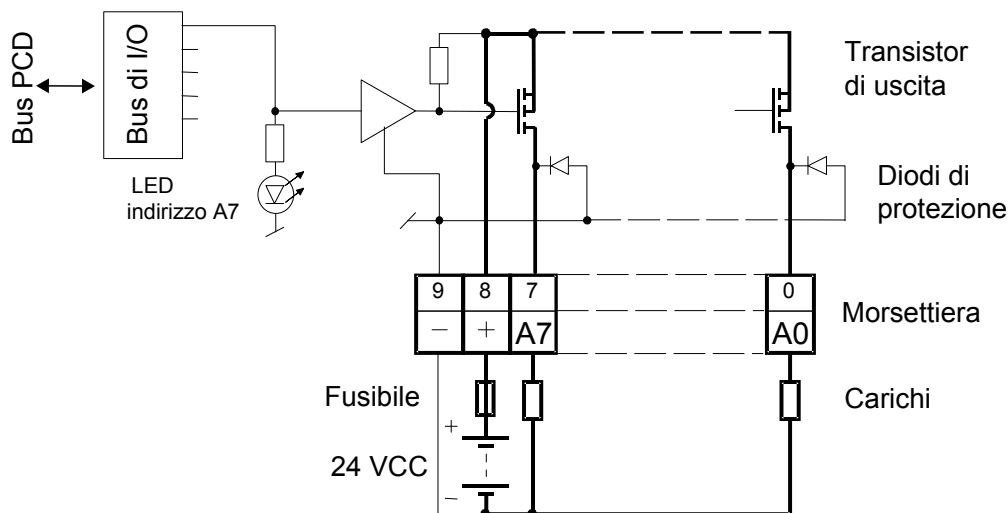 Bus PCD
Bus di I/O
LED
indirizzo A7
Transistor
di uscita
Diodi di
protezione
9 8 7 0
− + A7 A0
Morsettiera
Fusibile
Carichi
+
24 VCC
−